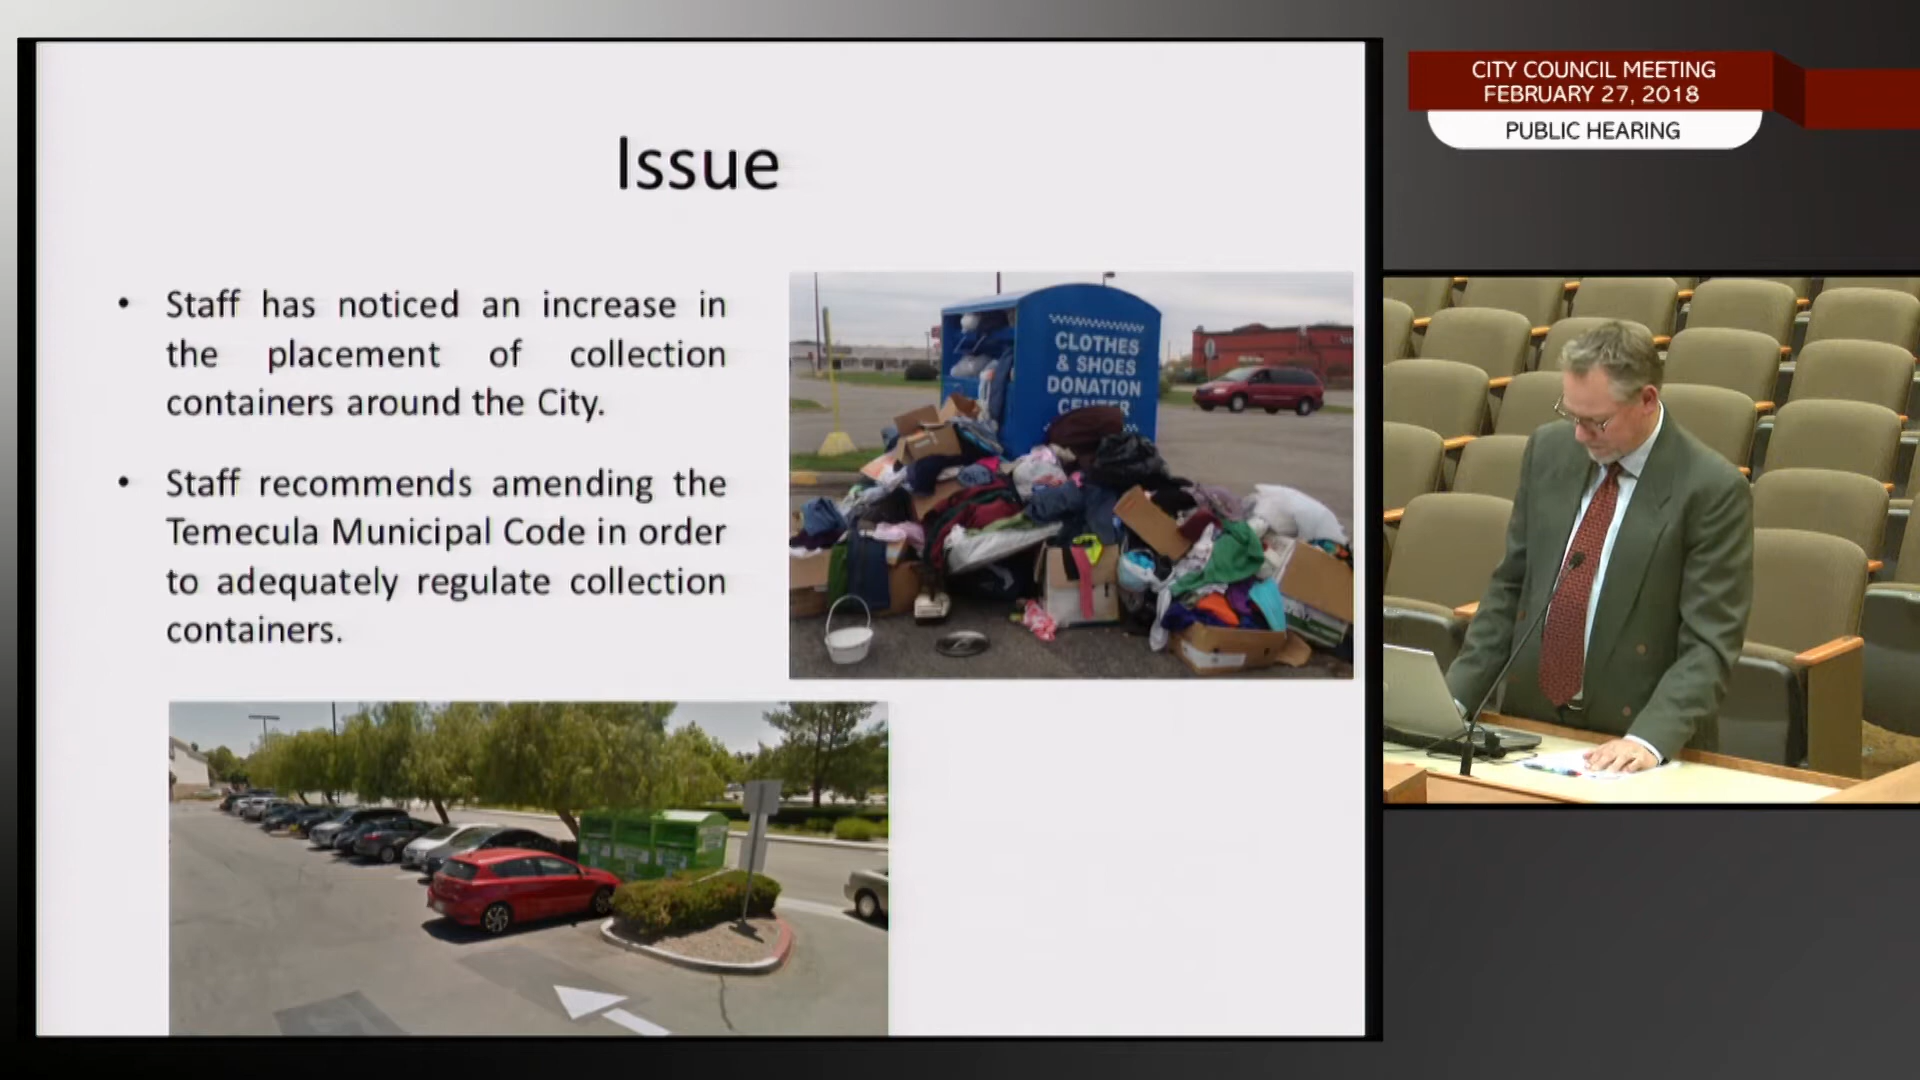 CITY COUNCIL MEETING
FEBRUARY 27, 2018
PUBLIC HEARING
Issue
• Staff has noticed an increase in
the placement of collection
containers around the City.
• Staff recommends amending the
Temecula Municipal Code in order
to adequately regulate collection
containers.
CLOTHES
& SHOES
DONATION
CENTER